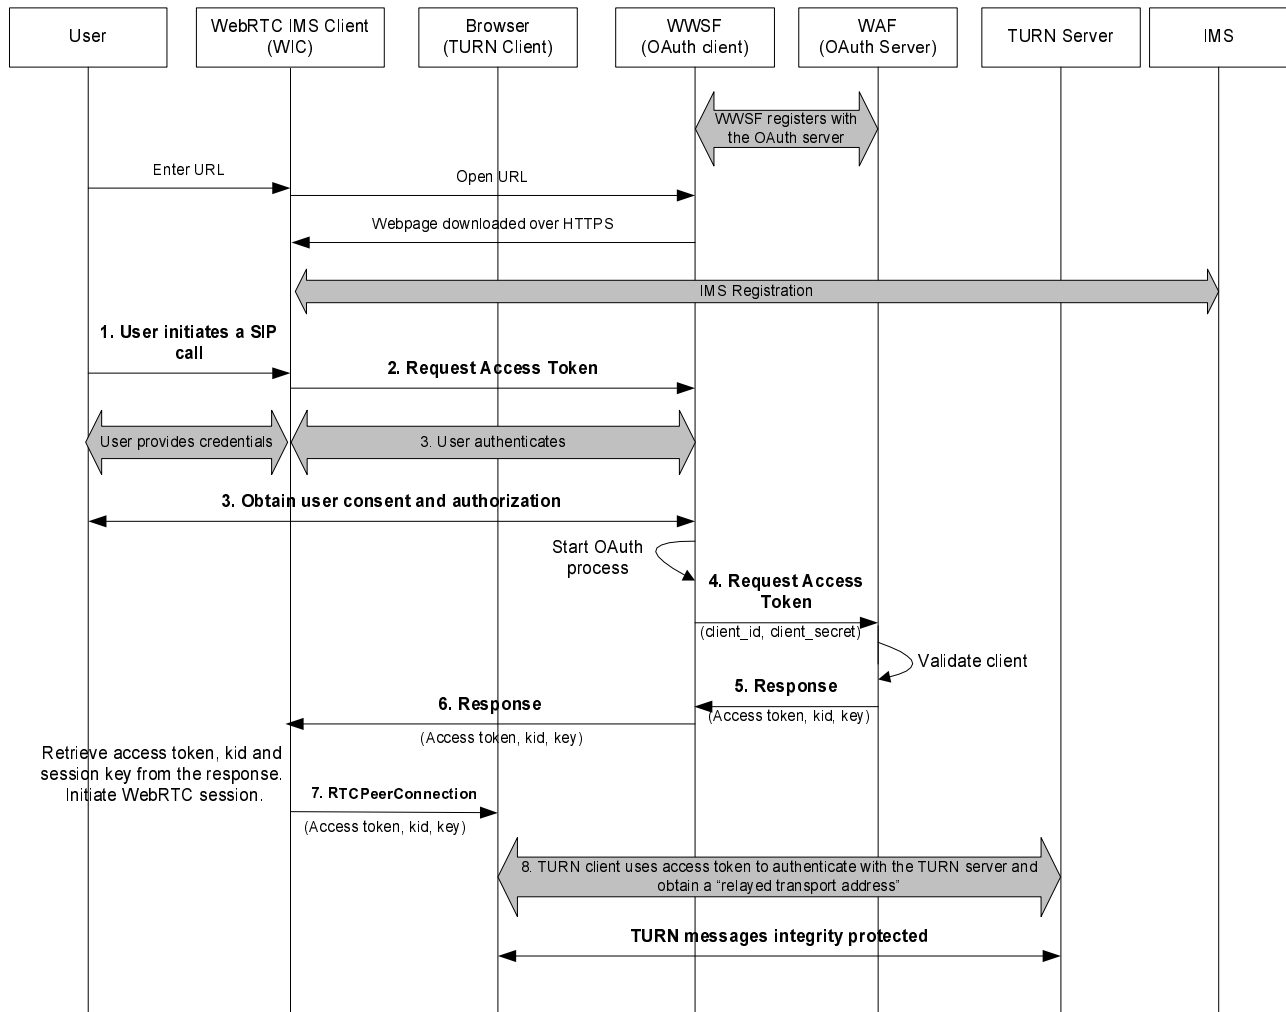 User
WebRTC IMS Client
(WIC)
Browser
(TURN Client)
WWSF
(OAuth client)
WAF
(OAuth Server)
TURN Server
IMS
WWSF registers with
the OAuth server
Enter URL
Open URL
Webpage downloaded over HTTPS
IMS Registration
1. User initiates a SIP
call
2. Request Access Token
User provides credentials
3. User authenticates
3. Obtain user consent and authorization
Start OAuth
process
4. Request Access
Token
(client_id, client_secret)
Validate client
5. Response
(Access token, kid, key)
6. Response
(Access token, kid, key)
Retrieve access token, kid and
session key from the response.
Initiate WebRTC session.
7. RTCPeerConnection
(Access token, kid, key)
8. TURN client uses access token to authenticate with the TURN server and
obtain a “relayed transport address”
TURN messages integrity protected